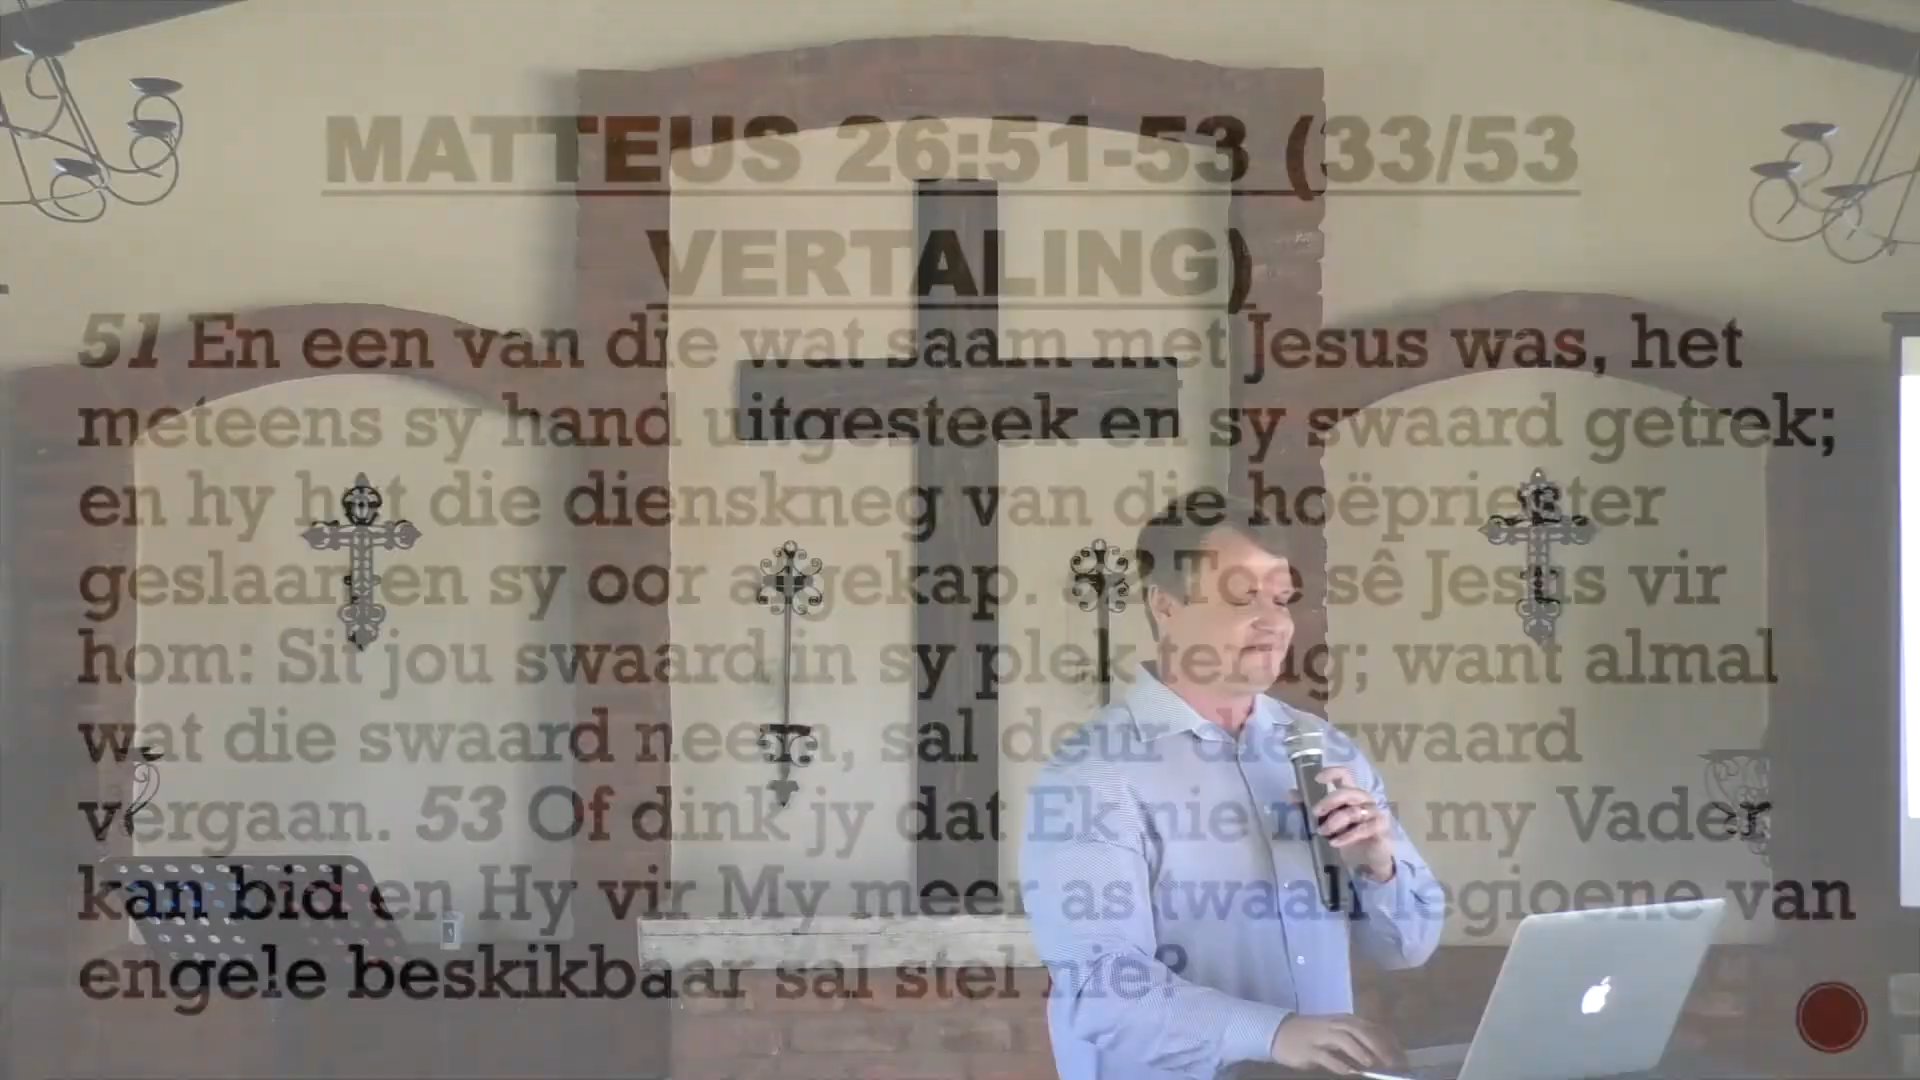 MATTEUS 26:51-53 (33/53
VERTALING)
51 En een van die wat saam met Jesus was, het
meteens sy hand uitgesteek en sy swaard getrek;
en hy het die dienskneg van die hoëpriester
geslaan en sy oor afgekap. 52 Toe sê Jesus vir
hom: Sit jou swaard in sy plek terug; want almal
wat die swaard neem, sal deur die swaard
vergaan. 53 Of dink jy dat Ek nie nou my Vader
kan bid en Hy vir My meer as twaalf legioene van
engele beskikbaar sal stel nie?